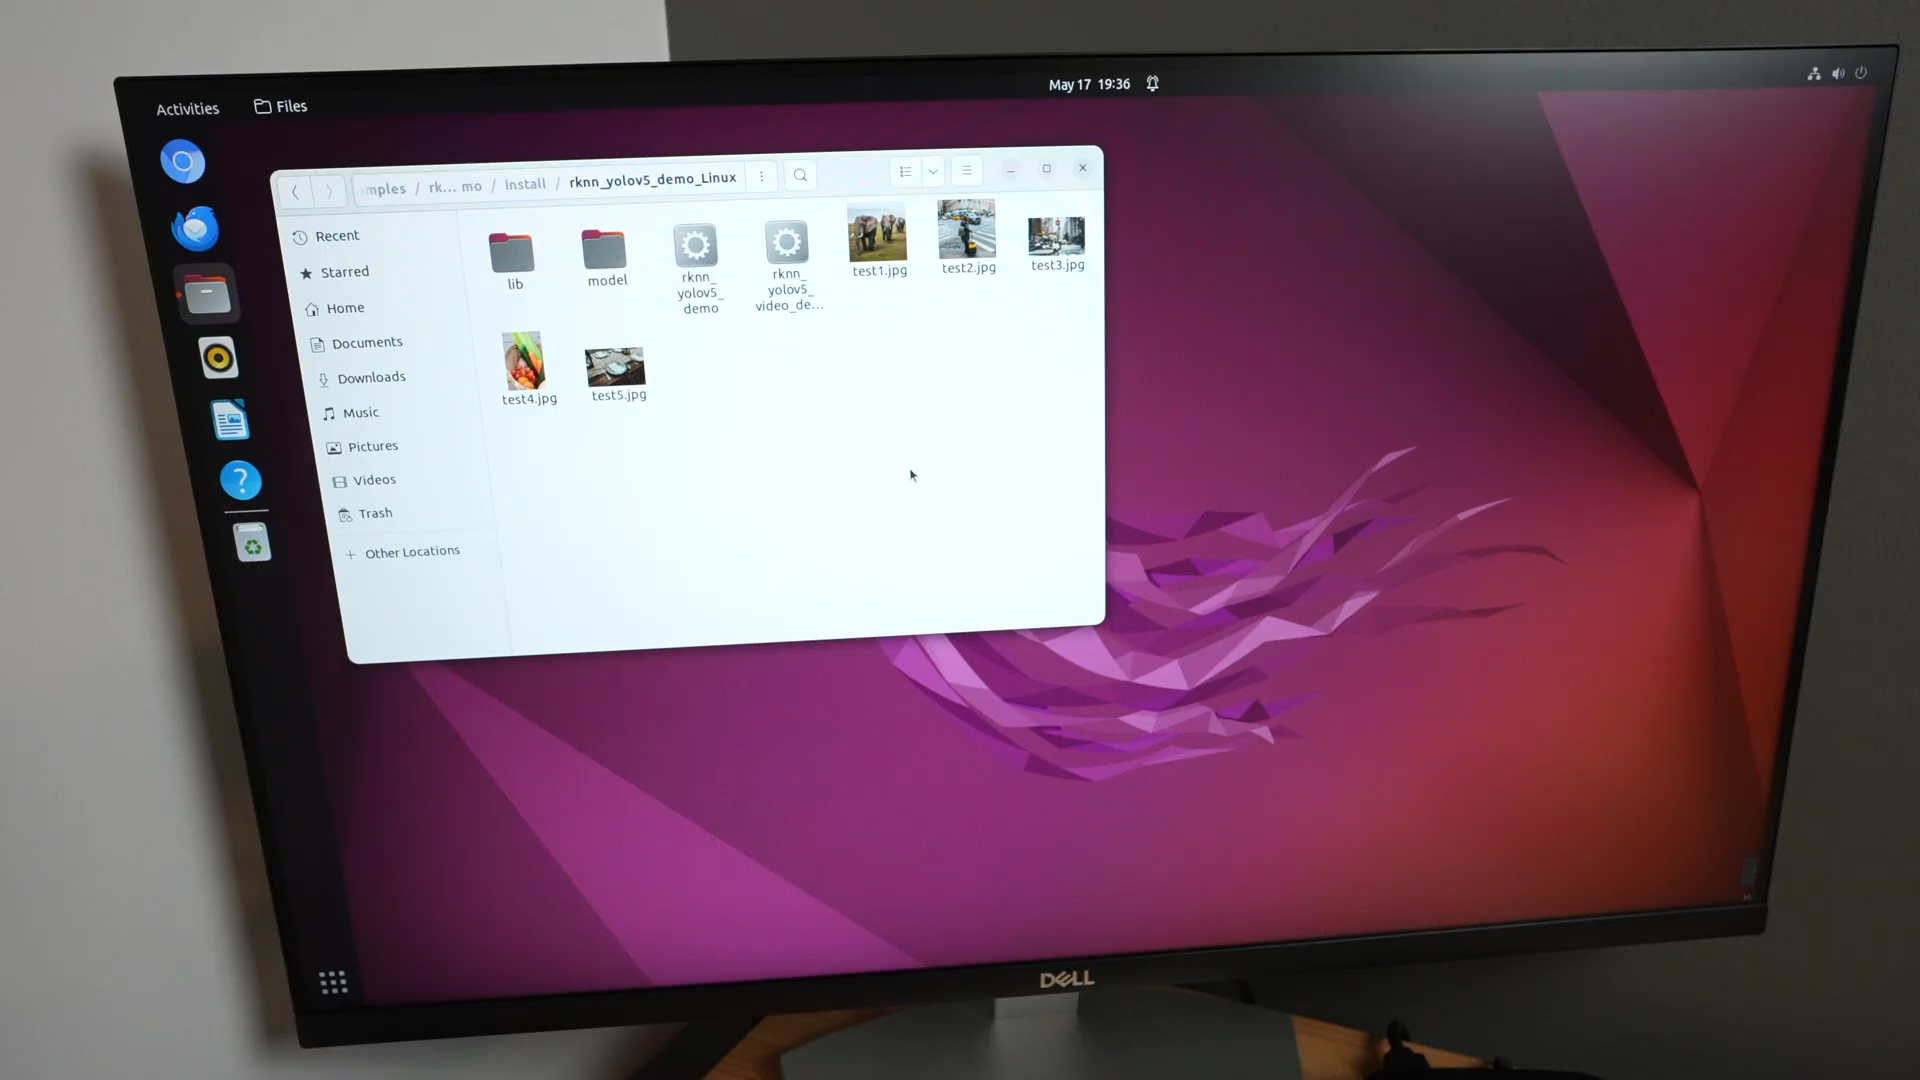 May 17 19:36
Activities
Files
mples / rk... mo / install / rknn_yolov5_demo_Linux
Recent
Starred
Home
Documents
Downloads
Music
Pictures
Videos
Trash
Other Locations
lib
model
rknn_
yolov5_
demo
rknn_
yolov5_
video_de...
test1.jpg
test2.jpg
test3.jpg
test4.jpg
test5.jpg
DELL